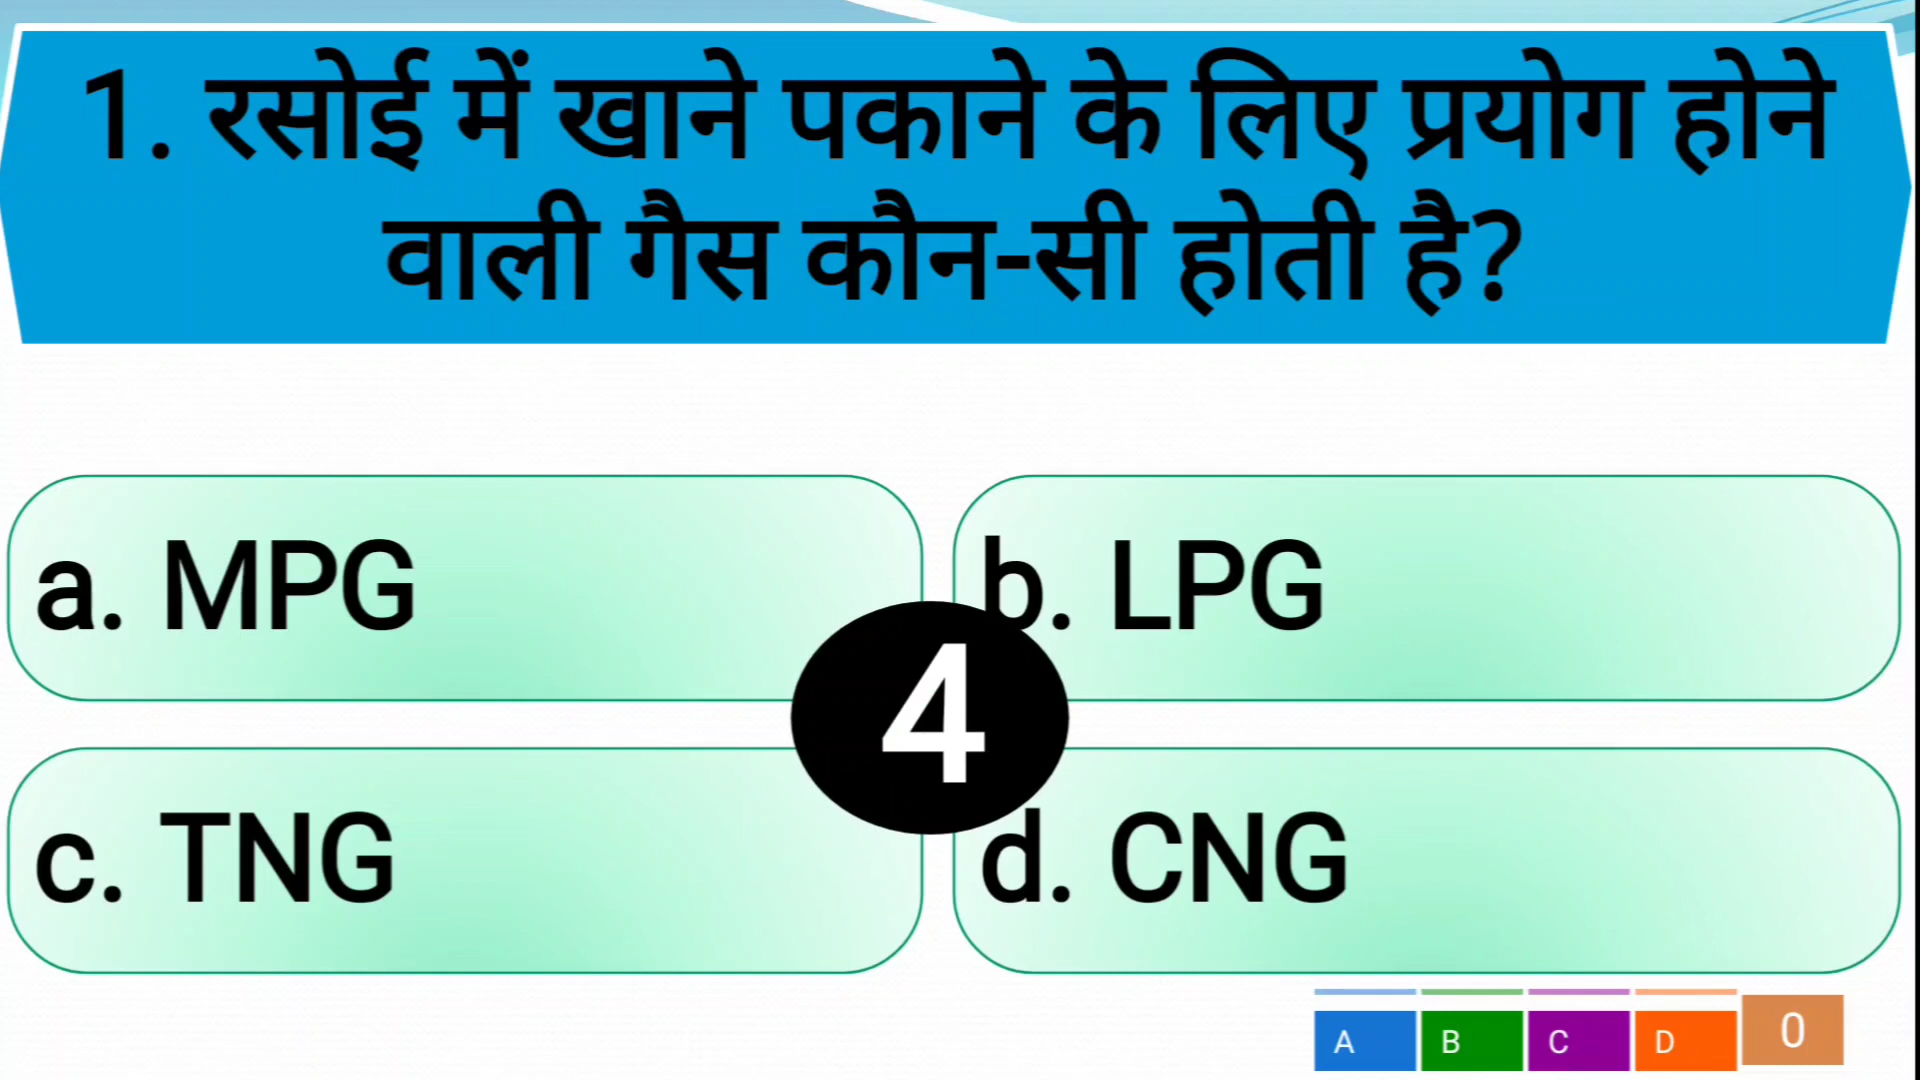 1. रसोई में खाने पकाने के लिए प्रयोग होने
वाली गैस कौन-सी होती है?
a. MPG
b. LPG
4
c. TNG
d. CNG
A B C D 0